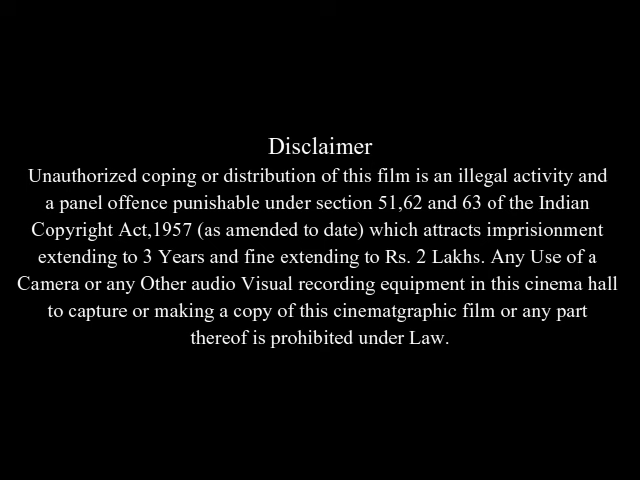 Disclaimer
Unauthorized coping or distribution of this film is an illegal activity and
a panel offence punishable under section 51,62 and 63 of the Indian
Copyright Act,1957 (as amended to date) which attracts imprisionment
extending to 3 Years and fine extending to Rs. 2 Lakhs. Any Use of a
Camera or any Other audio Visual recording equipment in this cinema hall
to capture or making a copy of this cinematgraphic film or any part
thereof is prohibited under Law.